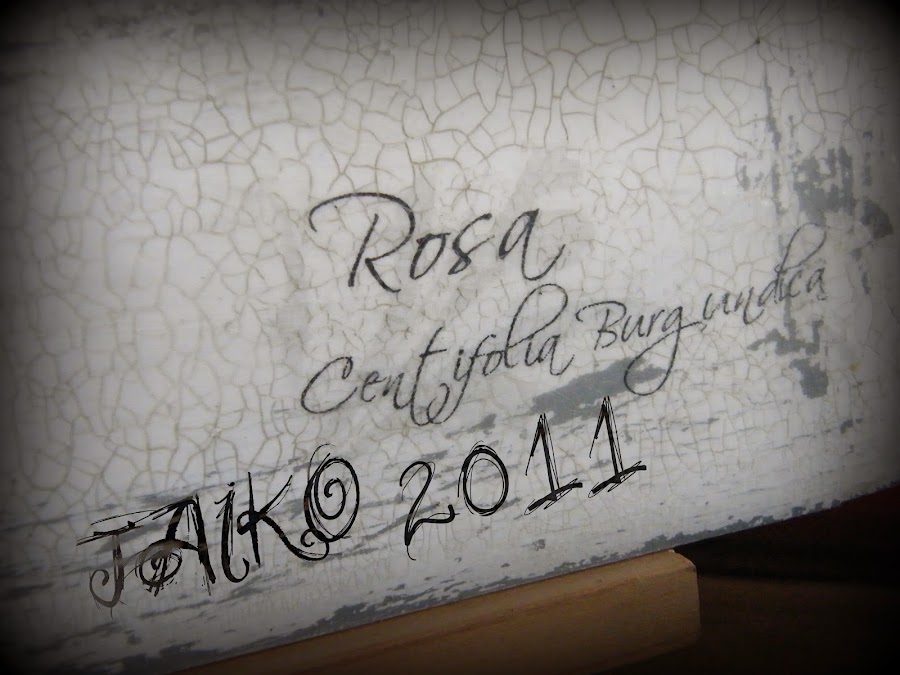 Rosa
Centifolia Burgundica
JAiKO 2011